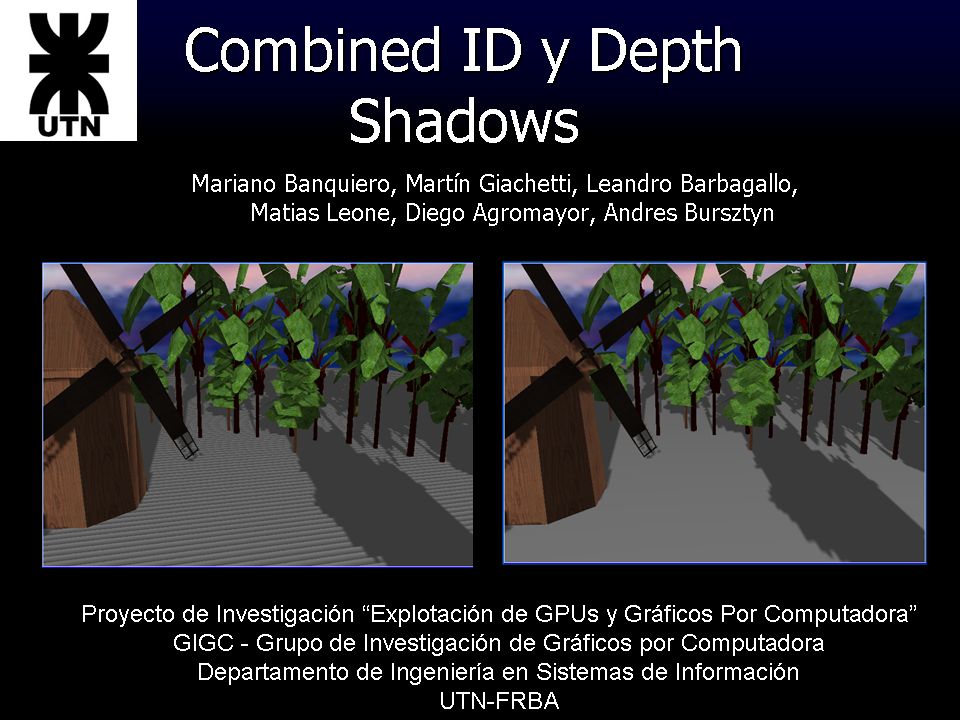 UTN
Combined ID y Depth
Shadows
Mariano Banquiero, Martín Giachetti, Leandro Barbagallo,
Matias Leone, Diego Agromayor, Andres Bursztyn
Proyecto de Investigación “Explotación de GPUs y Gráficos Por Computadora”
GIGC - Grupo de Investigación de Gráficos por Computadora
Departamento de Ingeniería en Sistemas de Información
UTN-FRBA